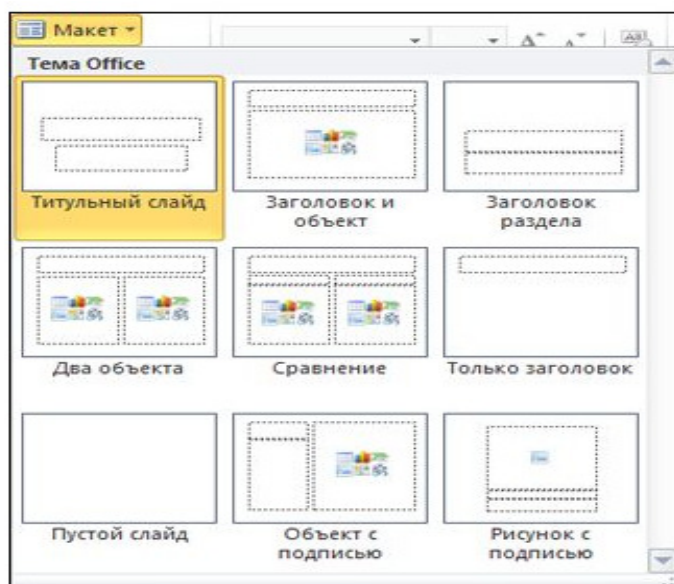 Макет
Тема Office
Титульный слайд
Заголовок и
объект
Заголовок
раздела
Два объекта
Сравнение
Только заголовок
Пустой слайд
Объект с
подписью
Рисунок с
подписью